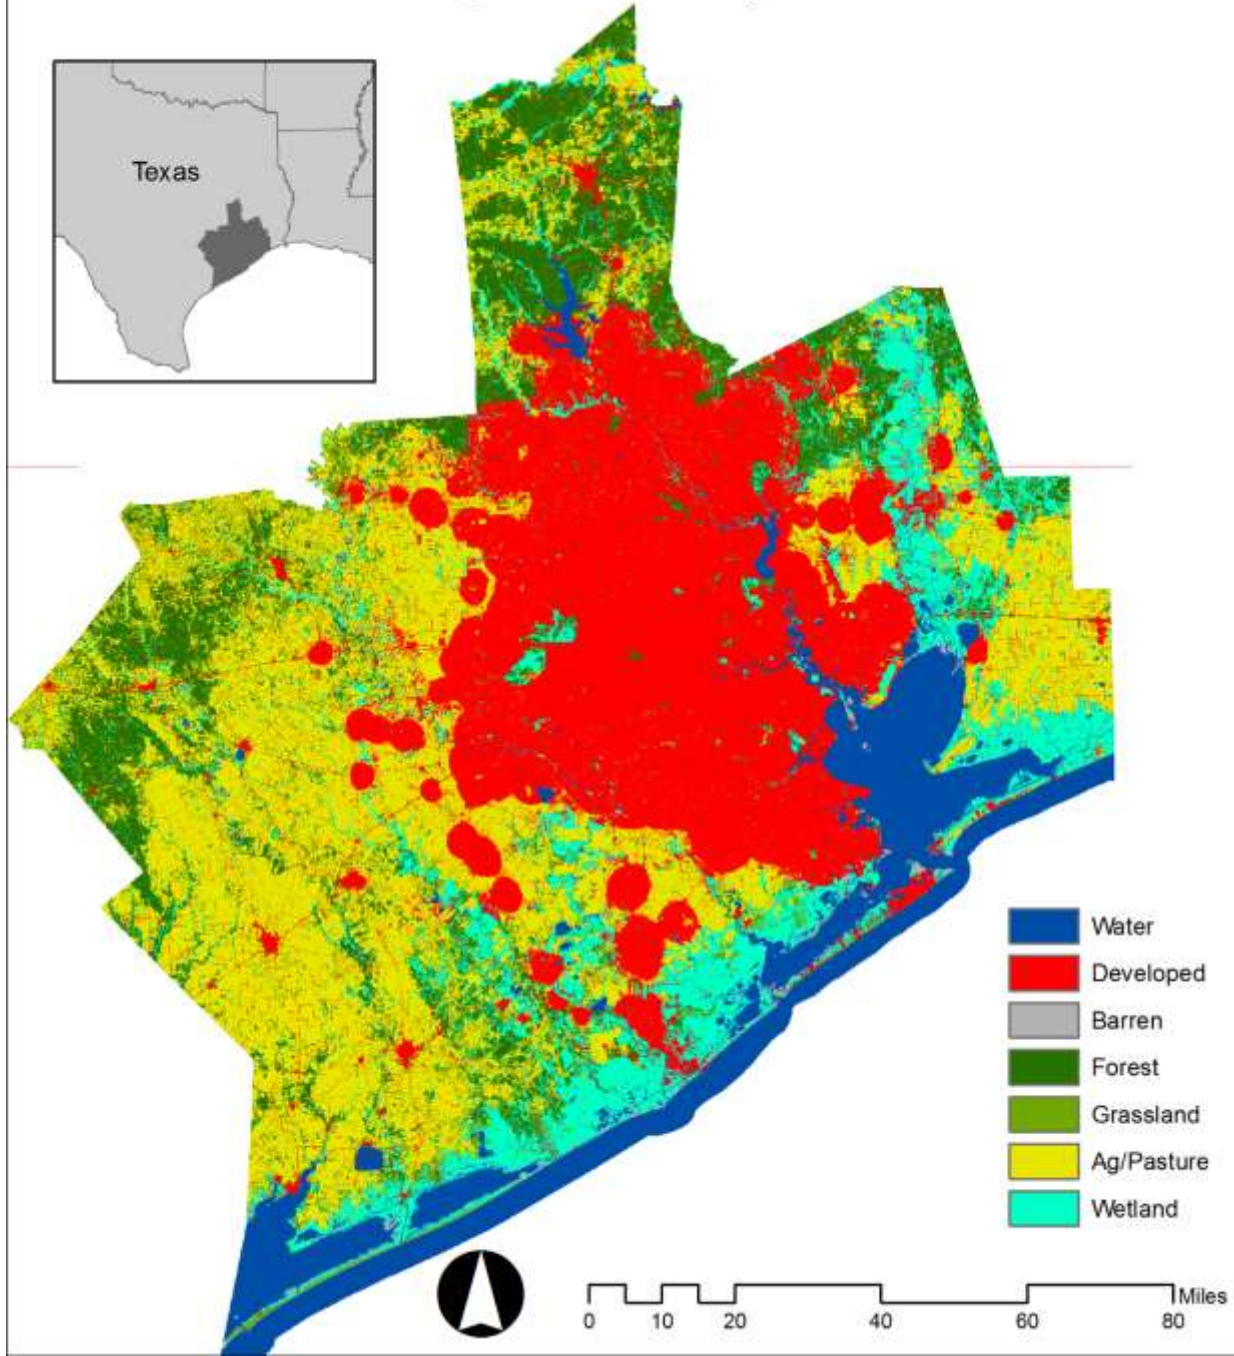 Texas
Water
Developed
Barren
Forest
Grassland
Ag/Pasture
Wetland
Miles
0 10 20 40 60 80